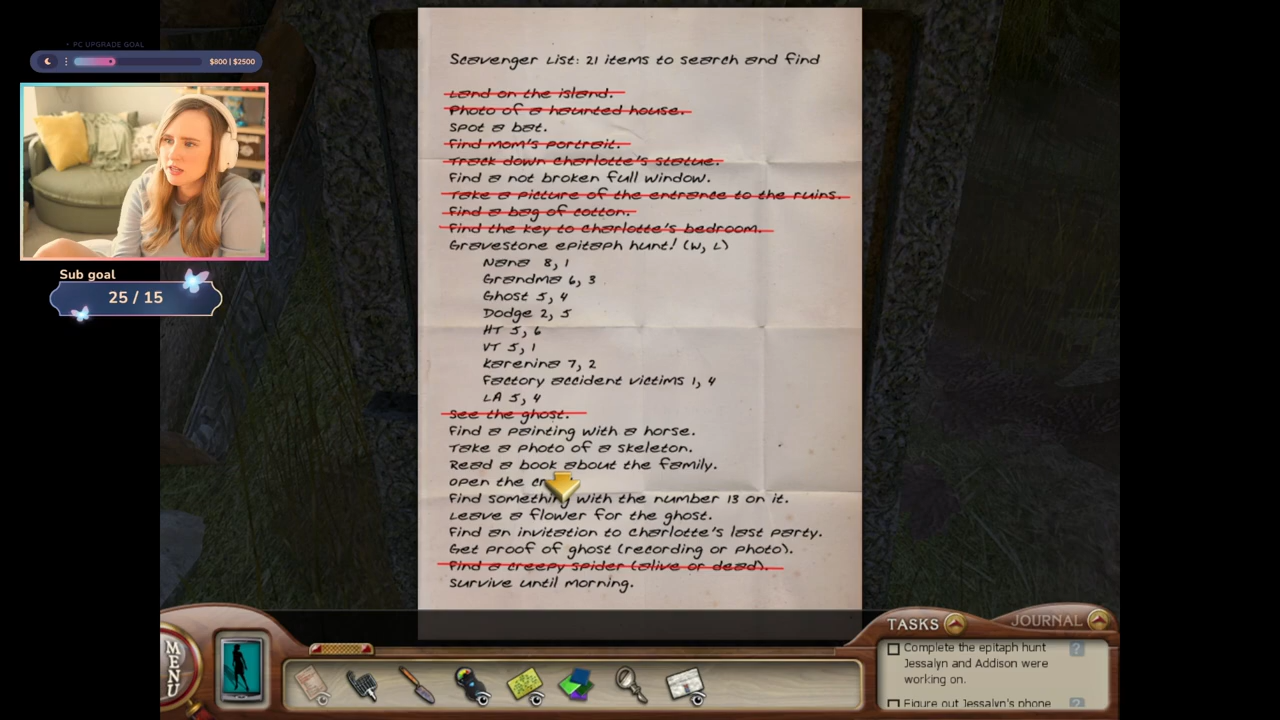 PC UPGRADE GOAL
$800 | $2500
Sub goal
25 / 15
Scavenger List: 21 items to search and find
Land on the island.
Photo of a haunted house.
Spot a bat.
Find mom's portrait.
Track down Charlotte's statue.
Find a not broken full window.
Take a picture of the entrance to the ruins.
Find a bag of cotton.
Find the key to Charlotte's bedroom.
Gravestone epitaph hunt! (W, L)
Nana 8, 1
Grandma 6, 3
Ghost 5, 4
Dodge 2, 5
HT 5, 6
VT 5, 1
Karenina 7, 2
Factory accident victims 1, 4
LA 5, 4
See the ghost.
Find a painting with a horse.
Take a photo of a skeleton.
Read a book about the family.
Open the
Find something with the number 13 on it.
Leave a flower for the ghost.
Find an invitation to Charlotte's last party.
Get proof of ghost (recording or photo).
Find a creepy spider (alive or dead).
Survive until morning.
MENU
TASKS
JOURNAL
Complete the epitaph hunt
Jessalyn and Addison were
working on.
Figure out Jessalyn's phone